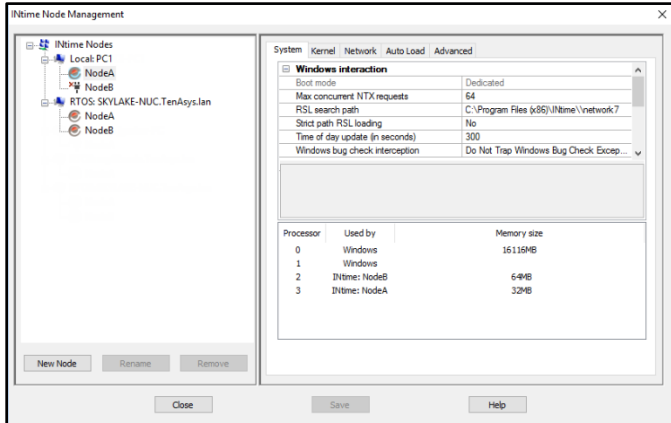 INtime Node Management
INtime Nodes
Local: PC1
NodeA
NodeB
RTOS: SKYLAKE-NUC.TenAsys.lan
NodeA
NodeB
New Node Rename Remove
System Kernel Network Auto Load Advanced
Windows interaction
Boot mode Dedicated
Max concurrent NTX requests 64
RSL search path C:\Program Files (x86)\INtime\\network7
Strict path RSL loading No
Time of day update (in seconds) 300
Windows bug check interception Do Not Trap Windows Bug Check Excep...
Processor Used by Memory size
0 Windows 16116MB
1 Windows
2 INtime: NodeB 64MB
3 INtime: NodeA 32MB
Close Save Help